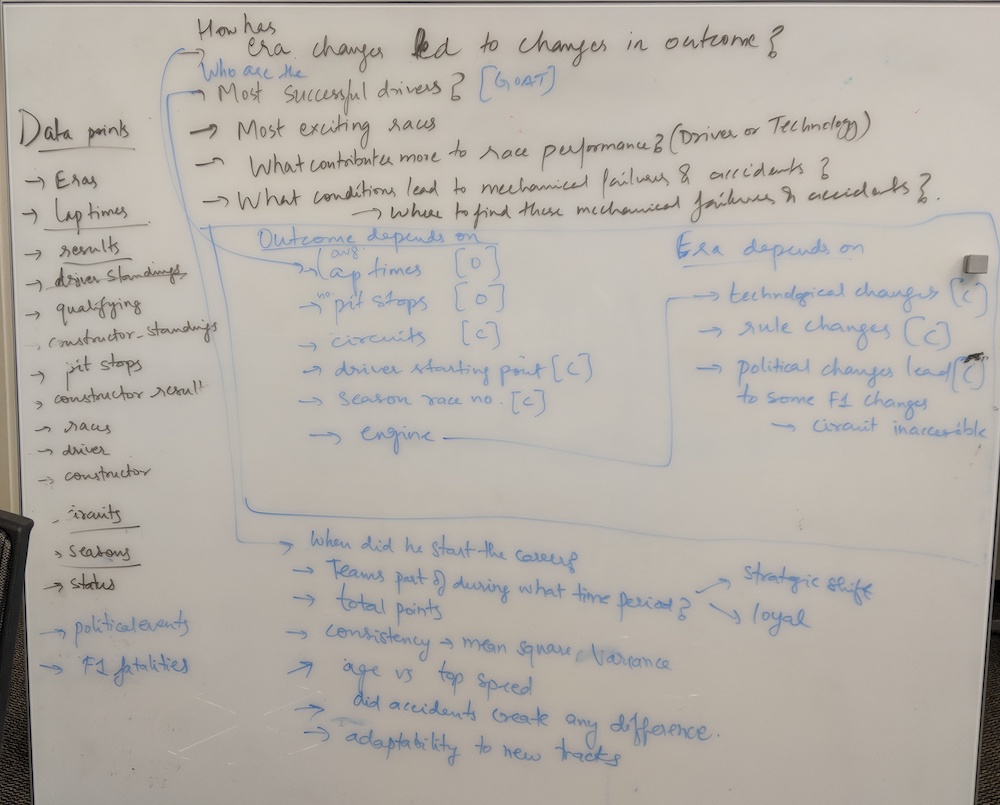 How has
era changes led to changes in outcome?
Who are the
→ Most successful drivers? [GOAT]
→ Most exciting races
→ What contributes more to race performance? (Driver or Technology)
→ What conditions lead to mechanical failures & accidents?
→ Where to find these mechanical failures & accidents?
Data points
→ Eras
→ Lap times
→ results
→ driver standings
→ qualifying
constructor_standings
→ pit stops
→ constructor result
→ races
→ driver
→ constructor
circuits
→ seasons
→ status
→ political events
→ F1 fatalities
Outcome depends on
avg
→ Lap times [O]
→ no pit stops [O]
→ circuits [C]
→ driver starting point [C]
→ season race no. [C]
→ engine
Era depends on
→ technological changes [C]
→ rule changes [C]
→ political changes lead [C]
to some F1 changes
→ circuit inaccessible
→ When did he start the career?
→ Teams part of during what time period?
→ strategic shift
→ loyal
→ total points
→ consistency → mean square, variance
→ age vs top speed
→ did accidents create any difference.
→ adaptability to new tracks